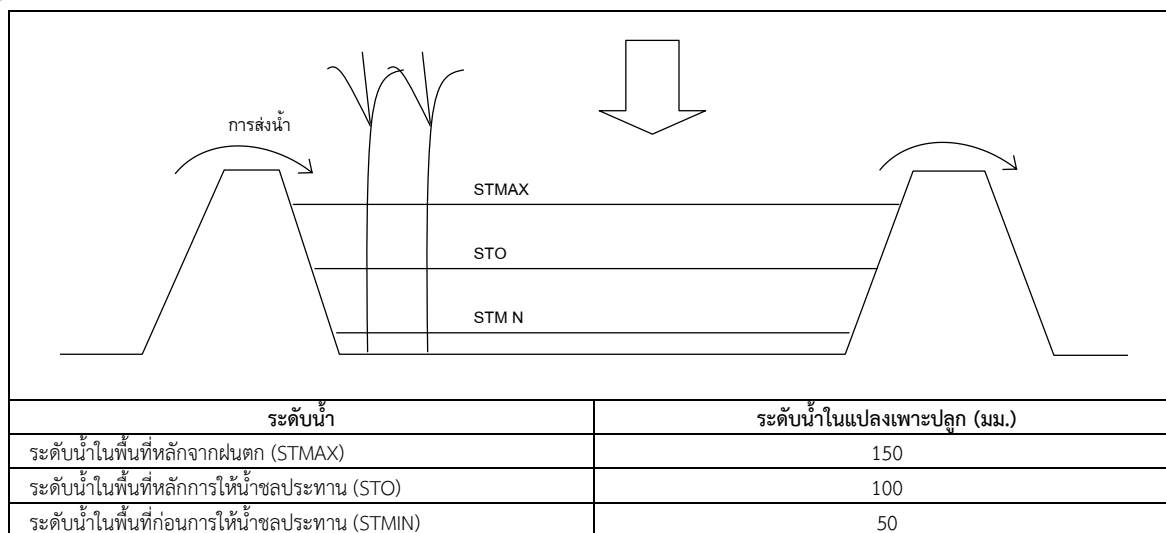 การส่งน้ำ
STMAX
STO
STM N
ระดับน้ำ ระดับน้ำในแปลงเพาะปลูก (มม.)
ระดับน้ำในพื้นที่หลักจากฝนตก (STMAX) 150
ระดับน้ำในพื้นที่หลักการให้น้ำชลประทาน (STO) 100
ระดับน้ำในพื้นที่ก่อนการให้น้ำชลประทาน (STMIN) 50